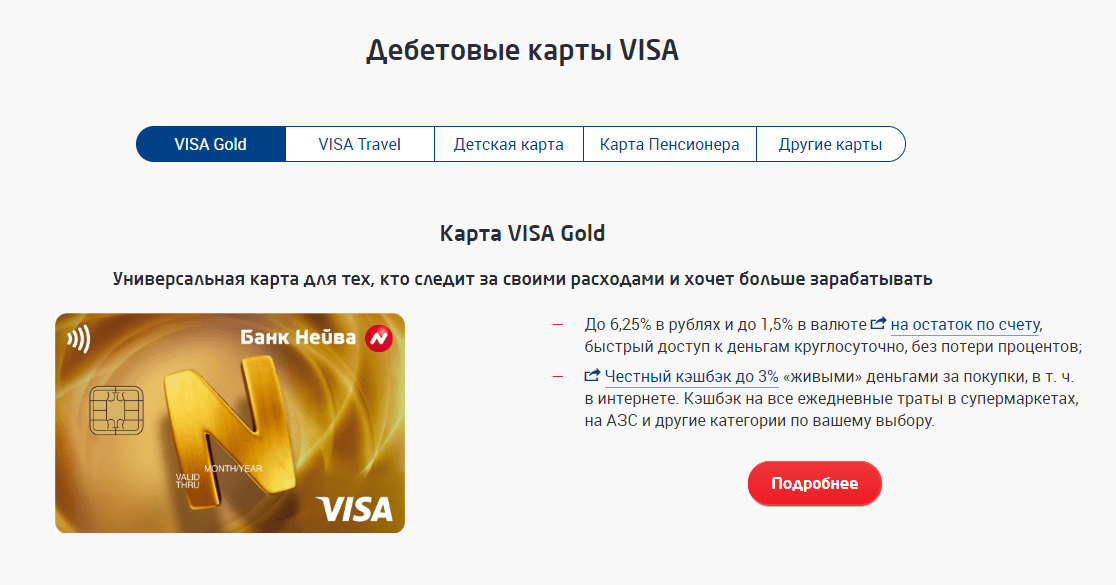 Дебетовые карты VISA
VISA Gold
VISA Travel
Детская карта
Карта Пенсионера
Другие карты
Карта VISA Gold
Универсальная карта для тех, кто следит за своими расходами и хочет больше зарабатывать
Банк Нейва
MONTH/YEAR
VALID
THRU
VISA
– До 6,25% в рублях и до 1,5% в валюте на остаток по счету,
быстрый доступ к деньгам круглосуточно, без потери процентов;
– Честный кэшбэк до 3% «живыми» деньгами за покупки, в т. ч.
в интернете. Кэшбэк на все ежедневные траты в супермаркетах,
на АЗС и другие категории по вашему выбору.
Подробнее